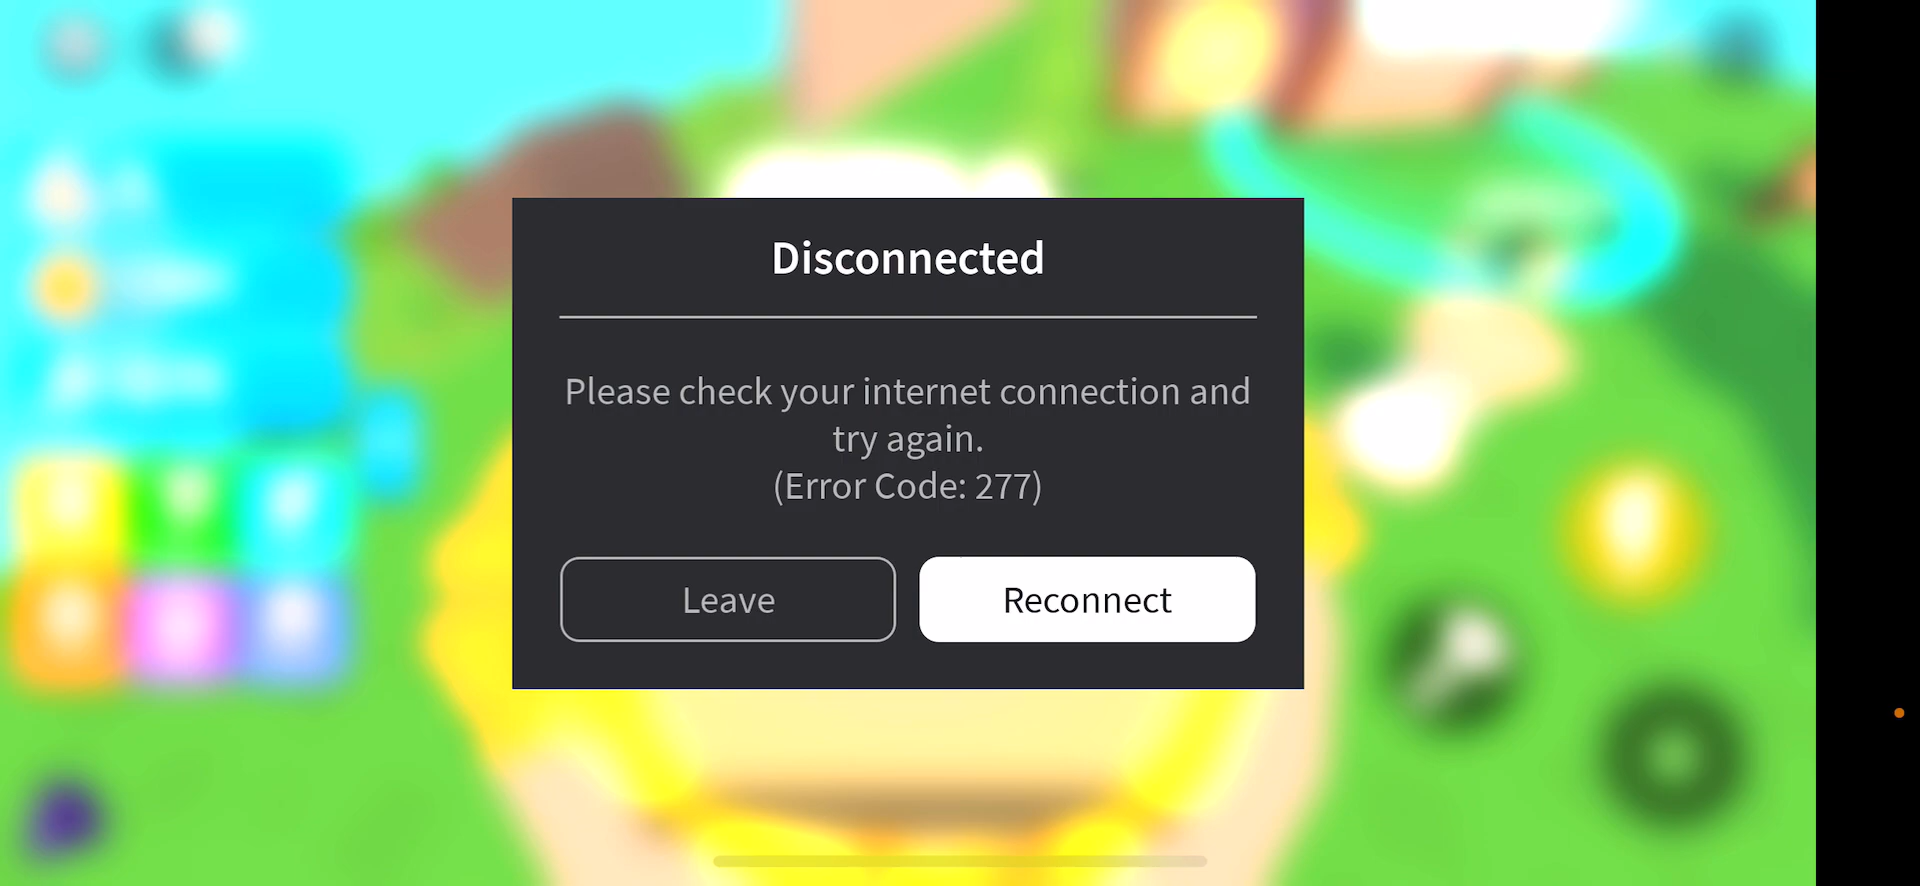 Disconnected
Please check your internet connection and
try again.
(Error Code: 277)
Leave
Reconnect